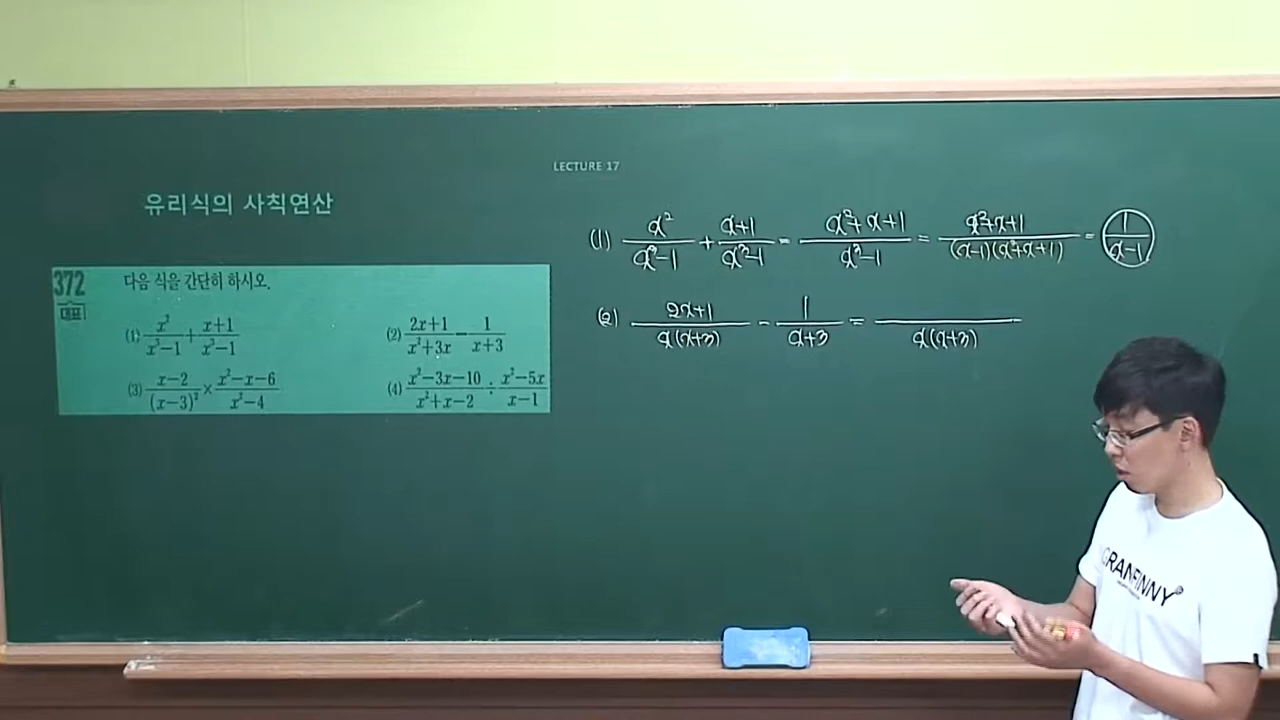 LECTURE 17
유리식의 사칙연산
372
대표
다음 식을 간단히 하시오.
(1) x²/(x³−1) + (x+1)/(x³−1)
(2) (2x+1)/(x²+3x) − 1/(x+3)
(3) (x−2)/(x−3)² × (x²−x−6)/(x²−4)
(4) (x²−3x−10)/(x²+x−2) ÷ (x²−5x)/(x−1)
(1) x²/(x³−1) + (x+1)/(x³−1) = (x²+x+1)/(x³−1) = (x²+x+1)/((x−1)(x²+x+1)) = 1/(x−1)
(2) (2x+1)/(x(x+3)) − 1/(x+3) = /(x(x+3))
GRANFINNY